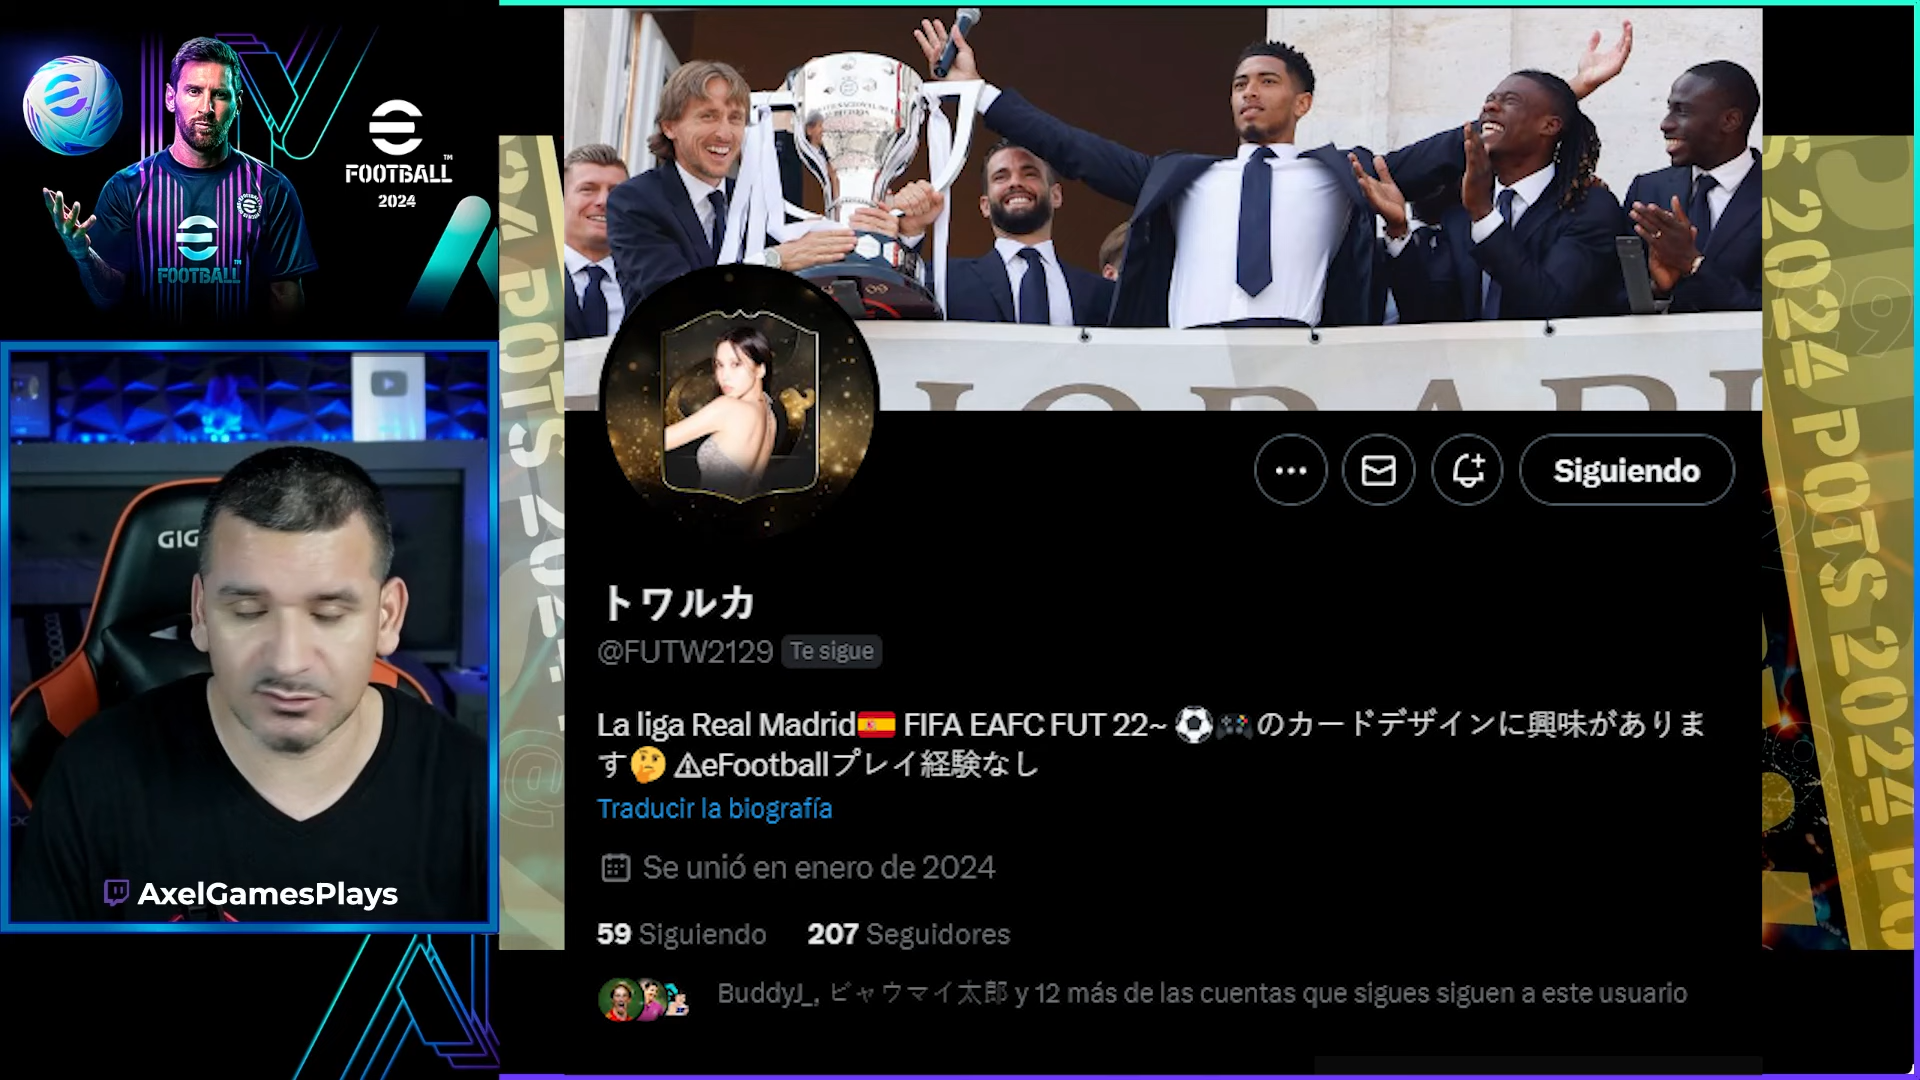 FOOTBALL™
2024
FOOTBALL™
GIG
AxelGamesPlays
2024 POTS 2024
Siguiendo
トワルカ
@FUTW2129 Te sigue
La liga Real Madrid🇪🇸 FIFA EAFC FUT 22~ ⚽🎮のカードデザインに興味がありま
す🤔 ⚠eFootballプレイ経験なし
Traducir la biografía
Se unió en enero de 2024
59 Siguiendo 207 Seguidores
BuddyJ_, ビャウマイ太郎 y 12 más de las cuentas que sigues siguen a este usuario